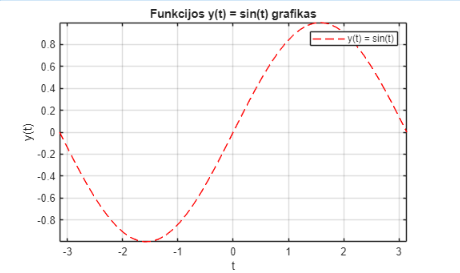 Funkcijos y(t) = sin(t) grafikas
y(t) = sin(t)
0.8
0.6
0.4
0.2
0
-0.2
-0.4
-0.6
-0.8
y(t)
-3 -2 -1 0 1 2 3
t